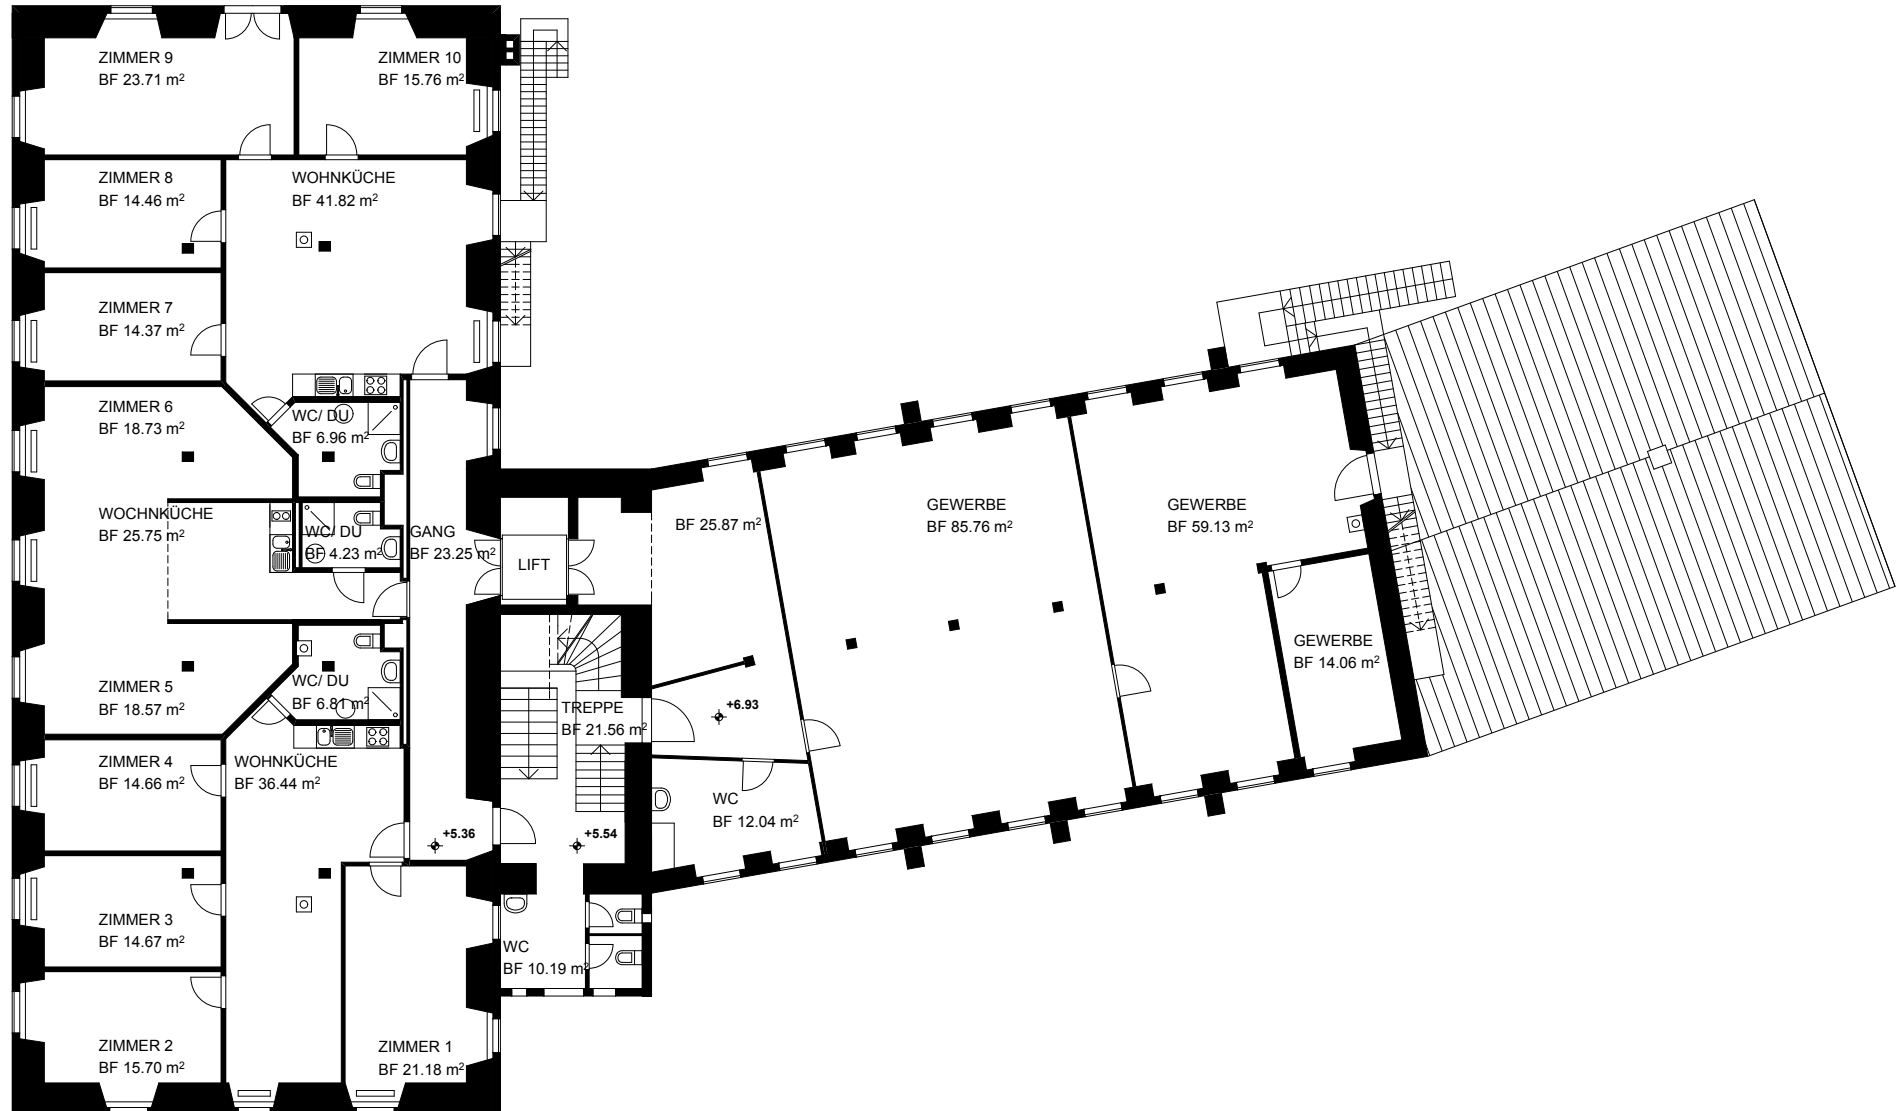 ZIMMER 9
BF 23.71 m²
ZIMMER 10
BF 15.76 m²
ZIMMER 8
BF 14.46 m²
WOHNKÜCHE
BF 41.82 m²
ZIMMER 7
BF 14.37 m²
ZIMMER 6
BF 18.73 m²
WC/ DU
BF 6.96 m²
WOCHNKÜCHE
BF 25.75 m²
WC/ DU
BF 4.23 m²
GANG
BF 23.25 m²
LIFT
BF 25.87 m²
GEWERBE
BF 85.76 m²
GEWERBE
BF 59.13 m²
GEWERBE
BF 14.06 m²
ZIMMER 5
BF 18.57 m²
WC/ DU
BF 6.81 m²
TREPPE
BF 21.56 m²
+6.93
ZIMMER 4
BF 14.66 m²
WOHNKÜCHE
BF 36.44 m²
WC
BF 12.04 m²
+5.36
+5.54
ZIMMER 3
BF 14.67 m²
WC
BF 10.19 m²
ZIMMER 2
BF 15.70 m²
ZIMMER 1
BF 21.18 m²